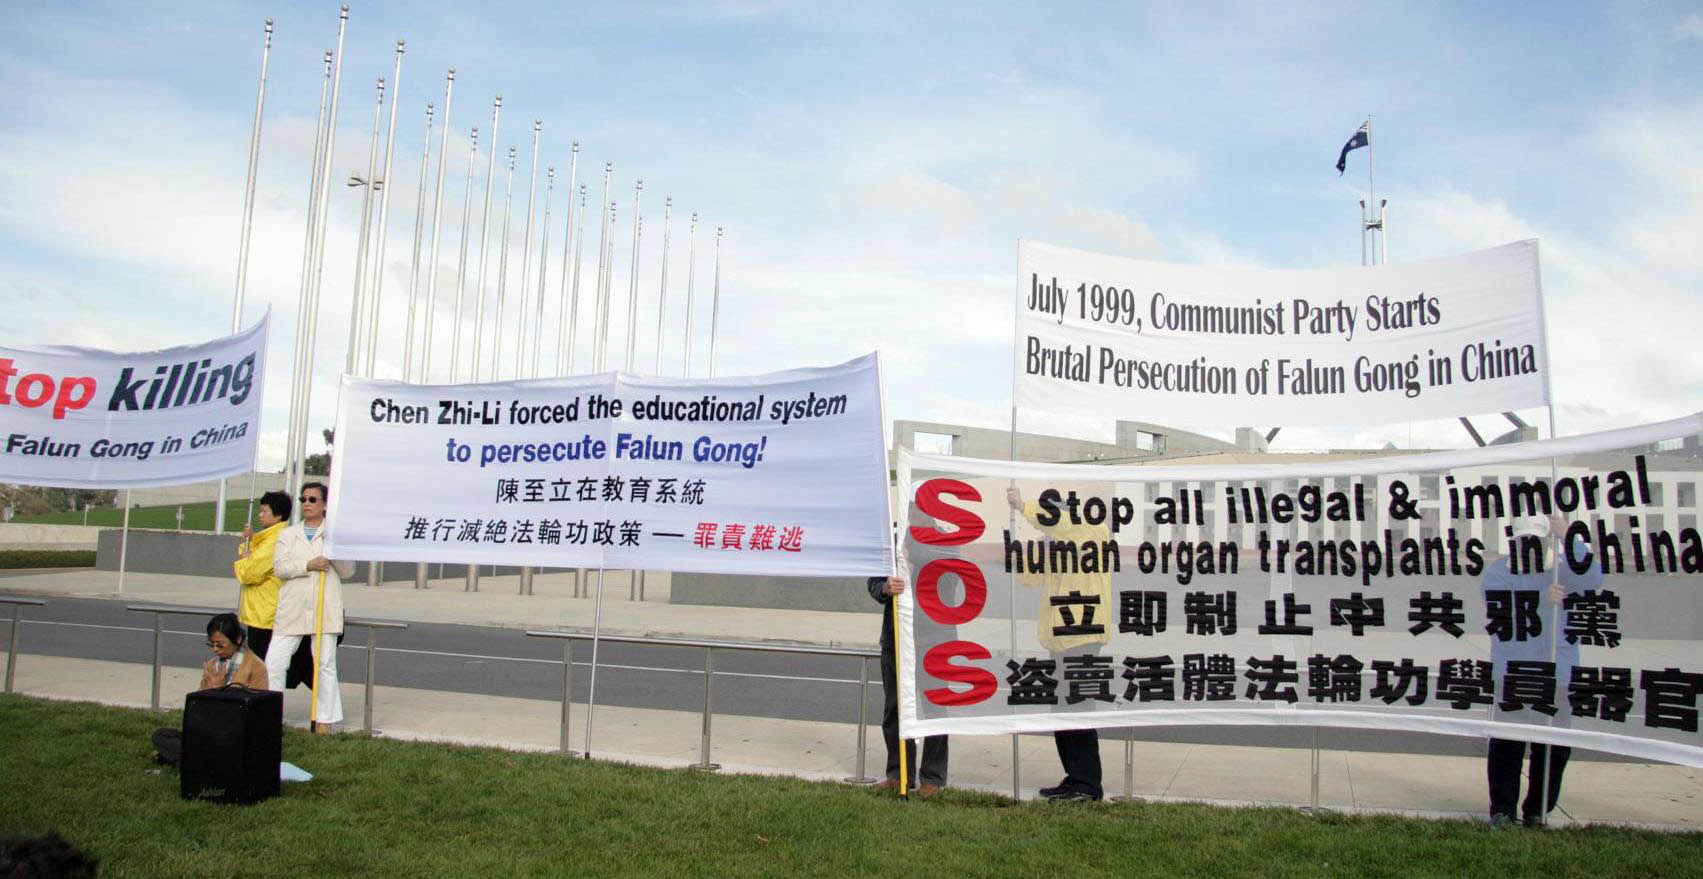 top killing
Falun Gong in China
Chen Zhi-Li forced the educational system
to persecute Falun Gong!
陳至立在教育系統
推行滅絕法輪功政策 — 罪責難逃
July 1999, Communist Party Starts
Brutal Persecution of Falun Gong in China
SOS
Stop all illegal & immoral
human organ transplants in China
立即制止中共邪黨
盜賣活體法輪功學員器官